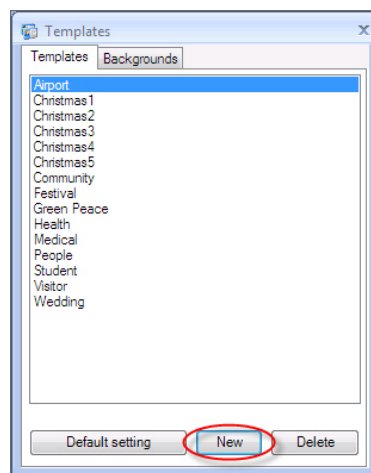 Templates x
Templates Backgrounds
Airport
Christmas1
Christmas2
Christmas3
Christmas4
Christmas5
Community
Festival
Green Peace
Health
Medical
People
Student
Visitor
Wedding
Default setting New Delete